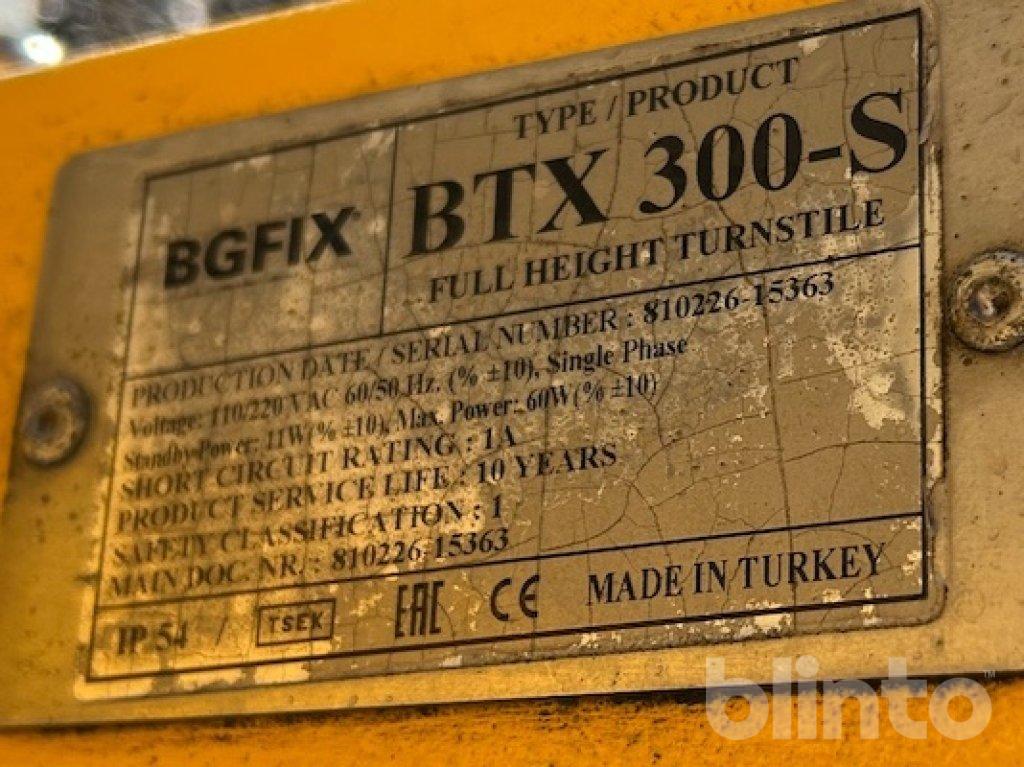 BGFIX
TYPE / PRODUCT
BTX 300-S
FULL HEIGHT TURNSTILE
PRODUCTION DATE / SERIAL NUMBER : 810226-15363
Voltage: 110/220 VAC 60/50 Hz. (% ±10), Single Phase
Standby Power: 11W(% ±10), Max. Power: 60W(% ±10)
SHORT CIRCUIT RATING : 1A
PRODUCT SERVICE LIFE : 10 YEARS
SAFETY CLASSIFICATION : 1
MAIN DOC. NR. : 810226-15363
IP 54 / TSEK EAC CE MADE IN TURKEY
blinto™